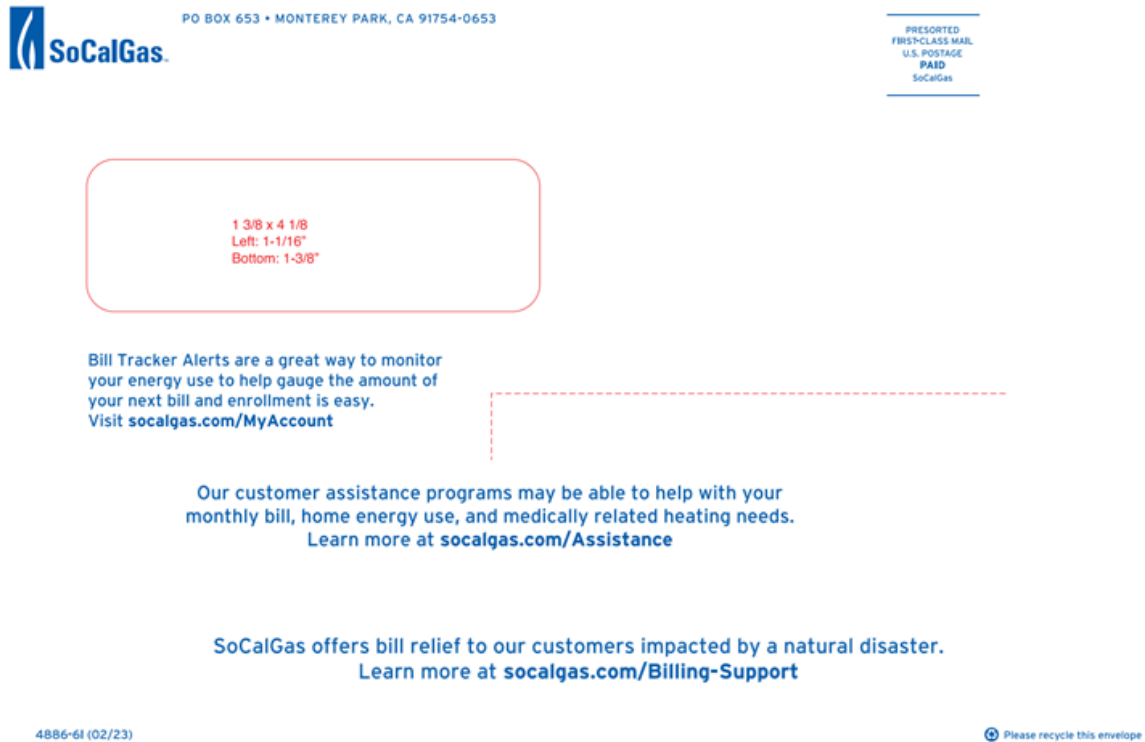 PO BOX 653 • MONTEREY PARK, CA 91754-0653
SoCalGas™
PRESORTED
FIRST-CLASS MAIL
U.S. POSTAGE
PAID
SoCalGas
1 3/8 x 4 1/8
Left: 1-1/16"
Bottom: 1-3/8"
Bill Tracker Alerts are a great way to monitor
your energy use to help gauge the amount of
your next bill and enrollment is easy.
Visit socalgas.com/MyAccount
Our customer assistance programs may be able to help with your
monthly bill, home energy use, and medically related heating needs.
Learn more at socalgas.com/Assistance
SoCalGas offers bill relief to our customers impacted by a natural disaster.
Learn more at socalgas.com/Billing-Support
4886-6I (02/23)
Please recycle this envelope